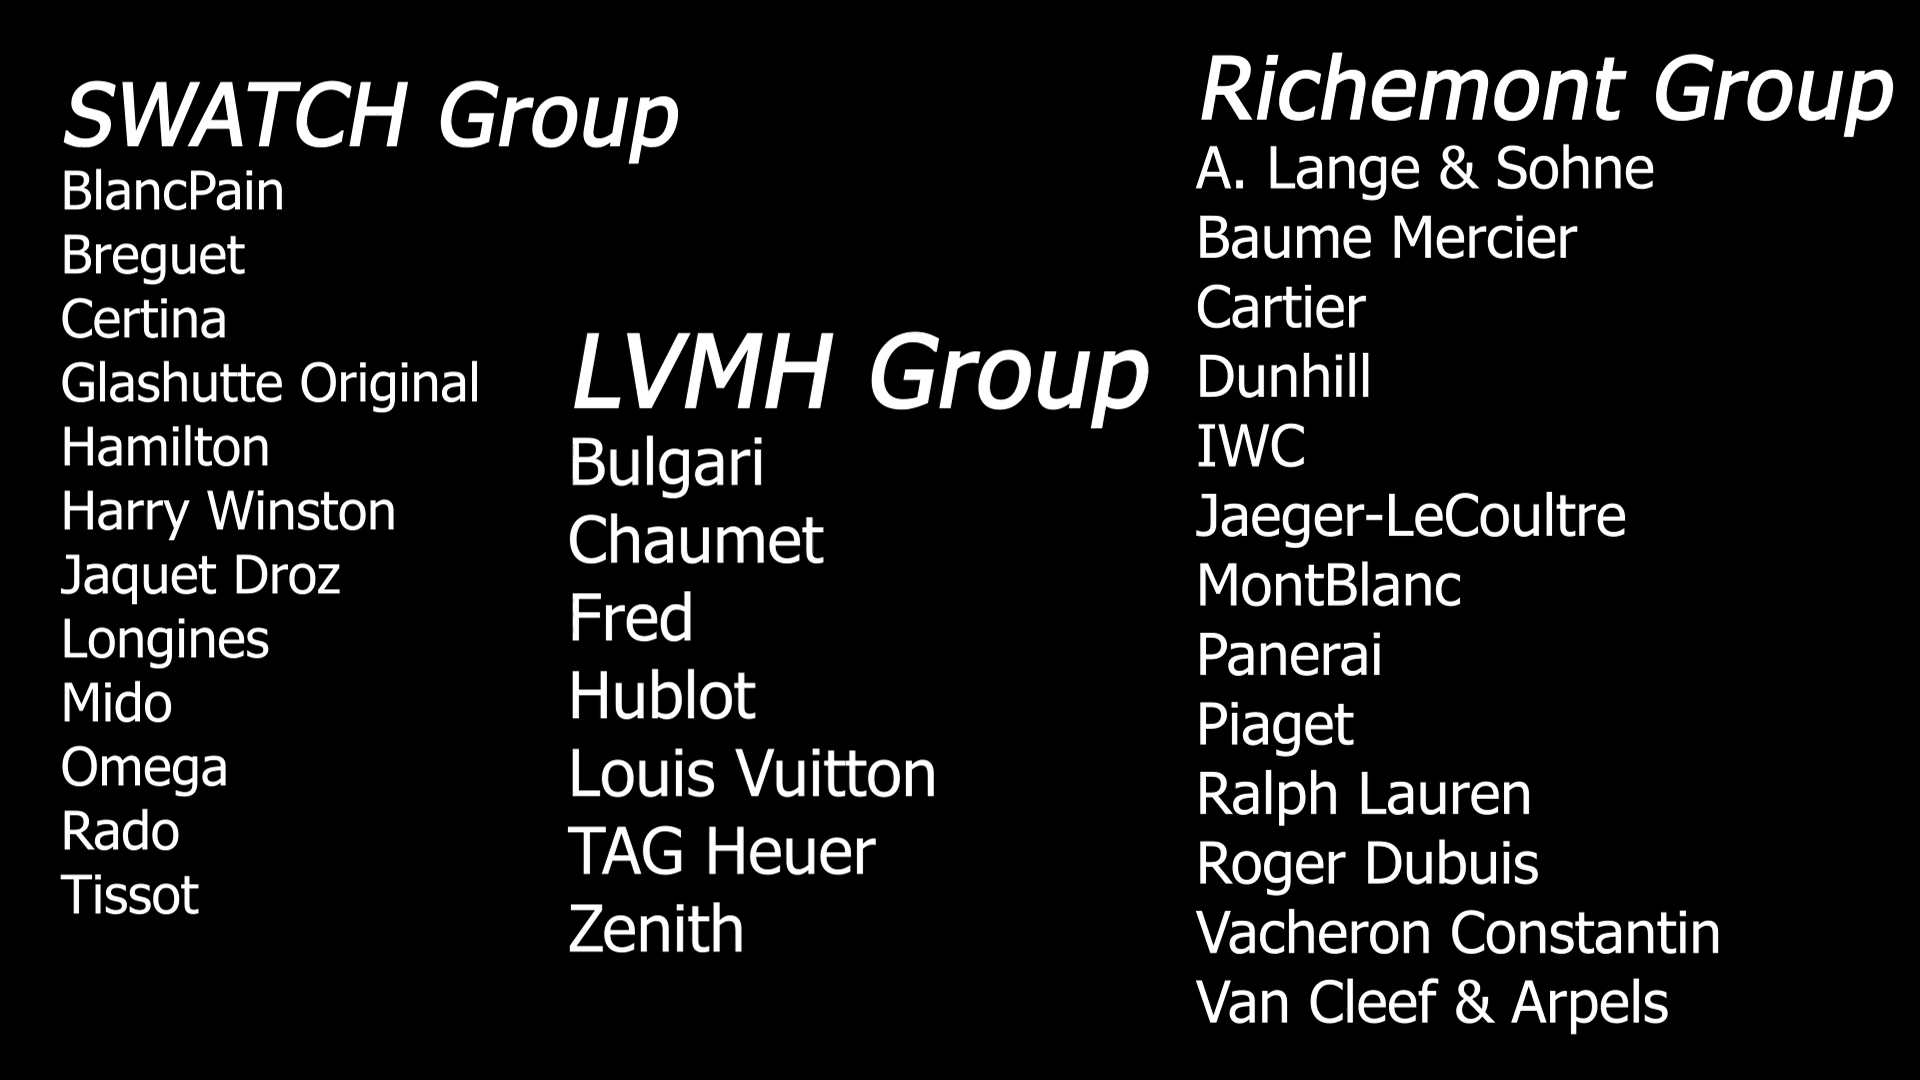 SWATCH Group
BlancPain
Breguet
Certina
Glashutte Original
Hamilton
Harry Winston
Jaquet Droz
Longines
Mido
Omega
Rado
Tissot
LVMH Group
Bulgari
Chaumet
Fred
Hublot
Louis Vuitton
TAG Heuer
Zenith
Richemont Group
A. Lange & Sohne
Baume Mercier
Cartier
Dunhill
IWC
Jaeger-LeCoultre
MontBlanc
Panerai
Piaget
Ralph Lauren
Roger Dubuis
Vacheron Constantin
Van Cleef & Arpels